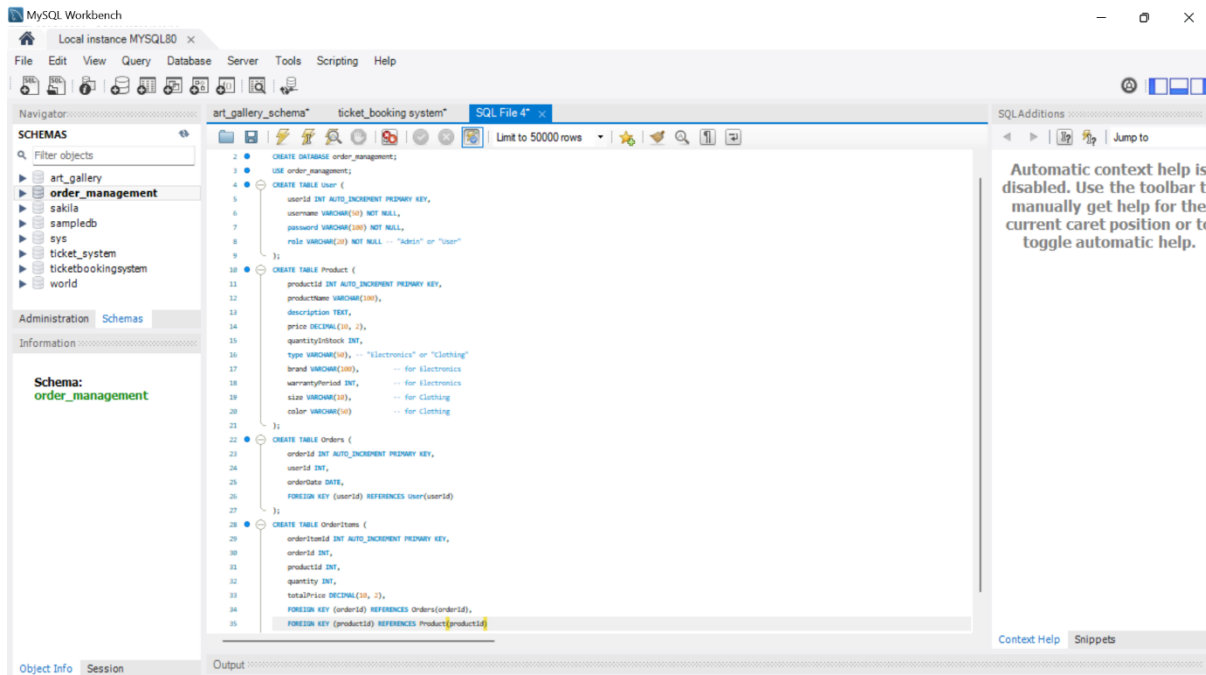 MySQL Workbench
Local instance MYSQL80
File Edit View Query Database Server Tools Scripting Help
Navigator
SCHEMAS
Filter objects
art_gallery
order_management
sakila
sampledb
sys
ticket_system
ticketbookingsystem
world
Administration Schemas
Information
Schema:
order_management
Object Info Session
art_gallery_schema* ticket_booking system* SQL File 4*
Limit to 50000 rows
2 CREATE DATABASE order_management;
3 USE order_management;
4 CREATE TABLE User (
5 userId INT AUTO_INCREMENT PRIMARY KEY,
6 username VARCHAR(50) NOT NULL,
7 password VARCHAR(100) NOT NULL,
8 role VARCHAR(20) NOT NULL -- "Admin" or "User"
9 );
10 CREATE TABLE Product (
11 productId INT AUTO_INCREMENT PRIMARY KEY,
12 productName VARCHAR(100),
13 description TEXT,
14 price DECIMAL(10, 2),
15 quantityInStock INT,
16 type VARCHAR(50), -- "Electronics" or "Clothing"
17 brand VARCHAR(100), -- for Electronics
18 warrantyPeriod INT, -- for Electronics
19 size VARCHAR(10), -- for Clothing
20 color VARCHAR(50) -- for Clothing
21 );
22 CREATE TABLE Orders (
23 orderId INT AUTO_INCREMENT PRIMARY KEY,
24 userId INT,
25 orderDate DATE,
26 FOREIGN KEY (userId) REFERENCES User(userId)
27 );
28 CREATE TABLE OrderItems (
29 orderItemId INT AUTO_INCREMENT PRIMARY KEY,
30 orderId INT,
31 productId INT,
32 quantity INT,
33 totalPrice DECIMAL(10, 2),
34 FOREIGN KEY (orderId) REFERENCES Orders(orderId),
35 FOREIGN KEY (productId) REFERENCES Product(productId)
Output
SQLAdditions
Jump to
Automatic context help is
disabled. Use the toolbar t
manually get help for the
current caret position or to
toggle automatic help.
Context Help Snippets